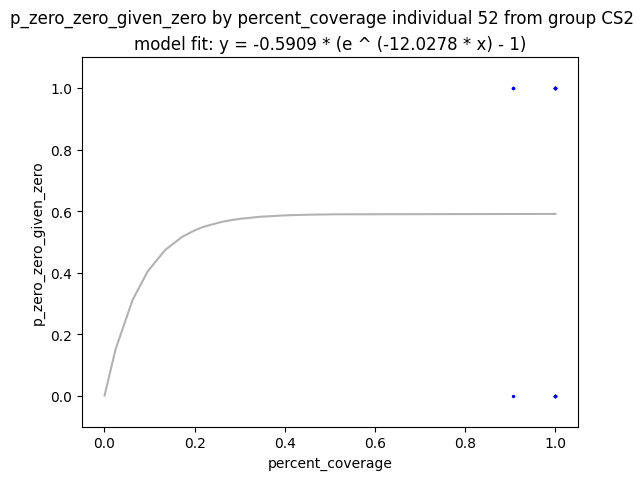 p_zero_zero_given_zero by percent_coverage individual 52 from group CS2
model fit: y = -0.5909 * (e ^ (-12.0278 * x) - 1)
p_zero_zero_given_zero
1.0
0.8
0.6
0.4
0.2
0.0
0.0 0.2 0.4 0.6 0.8 1.0
percent_coverage